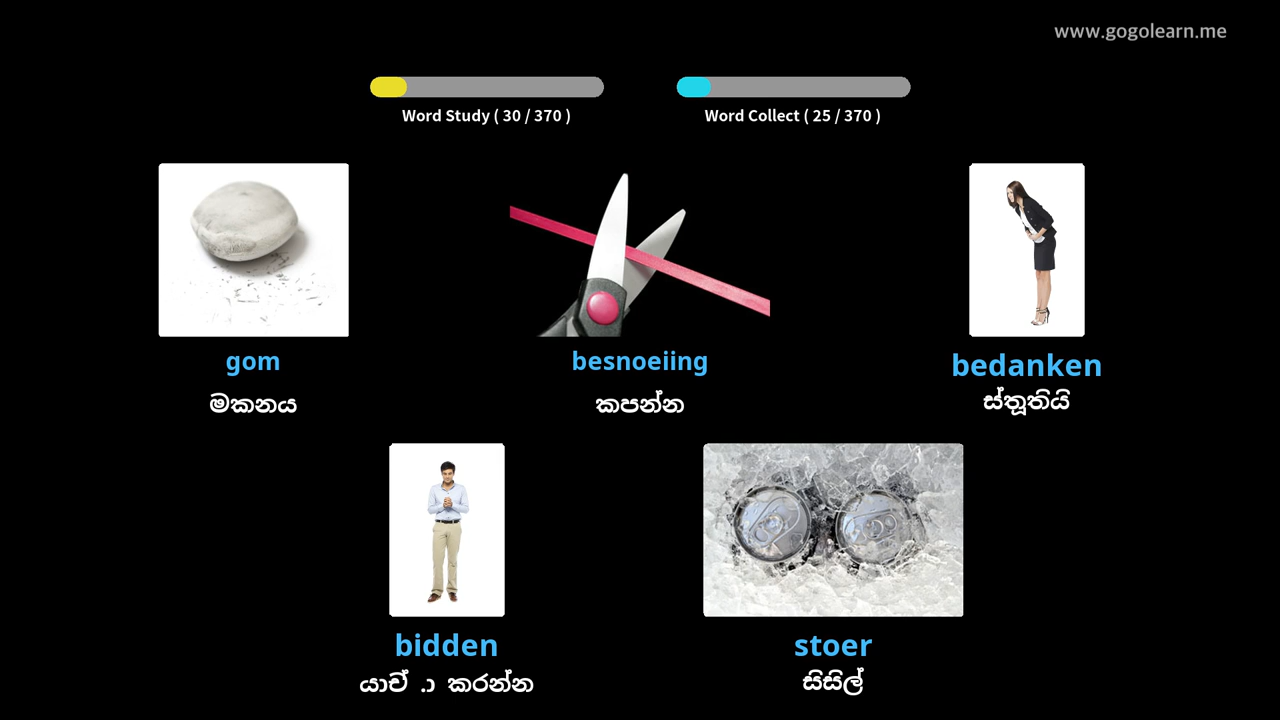 www.gogolearn.me
Word Study ( 30 / 370 )
Word Collect ( 25 / 370 )
gom
besnoeiing
bedanken
මකනය
කපන්න
ස්තූතියි
bidden
stoer
යාච් ා කරන්න
සිසිල්